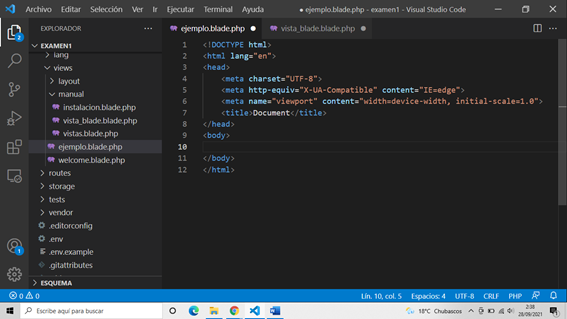 Archivo Editar Selección Ver Ir Ejecutar Terminal Ayuda ● ejemplo.blade.php - examen1 - Visual Studio Code
EXPLORADOR ···
ejemplo.blade.php ● vista_blade.blade.php ●
2
EXAMEN1
lang
views
layout
manual
instalacion.blade.php
vista_blade.blade.php
vistas.blade.php
ejemplo.blade.php
welcome.blade.php
routes
storage
tests
vendor
.editorconfig
.env
.env.example
.gitattributes
ESQUEMA
1
1 <!DOCTYPE html>
2 <html lang="en">
3 <head>
4 <meta charset="UTF-8">
5 <meta http-equiv="X-UA-Compatible" content="IE=edge">
6 <meta name="viewport" content="width=device-width, initial-scale=1.0">
7 <title>Document</title>
8 </head>
9 <body>
10
11 </body>
12 </html>
0 0 Lín. 10, col. 5 Espacios: 4 UTF-8 CRLF PHP
Escribe aquí para buscar 18°C Chubascos 2:38
28/09/2021